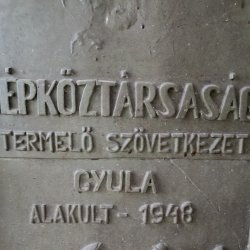 ÉPKÖZTÁRSASÁG
TERMELŐ SZÖVETKEZET
GYULA
ALAKULT - 1948